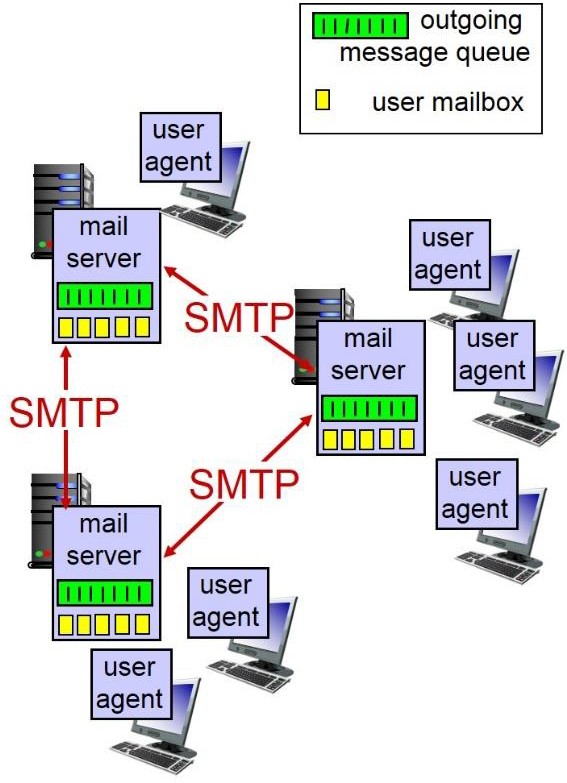 outgoing
message queue
user mailbox
user
agent
mail
server
SMTP
user
agent
mail
server
user
agent
SMTP
SMTP
user
agent
mail
server
user
agent
user
agent